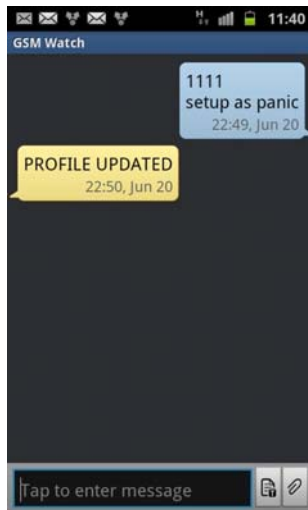 11:40
GSM Watch
1111
setup as panic
22:49, Jun 20
PROFILE UPDATED
22:50, Jun 20
Tap to enter message